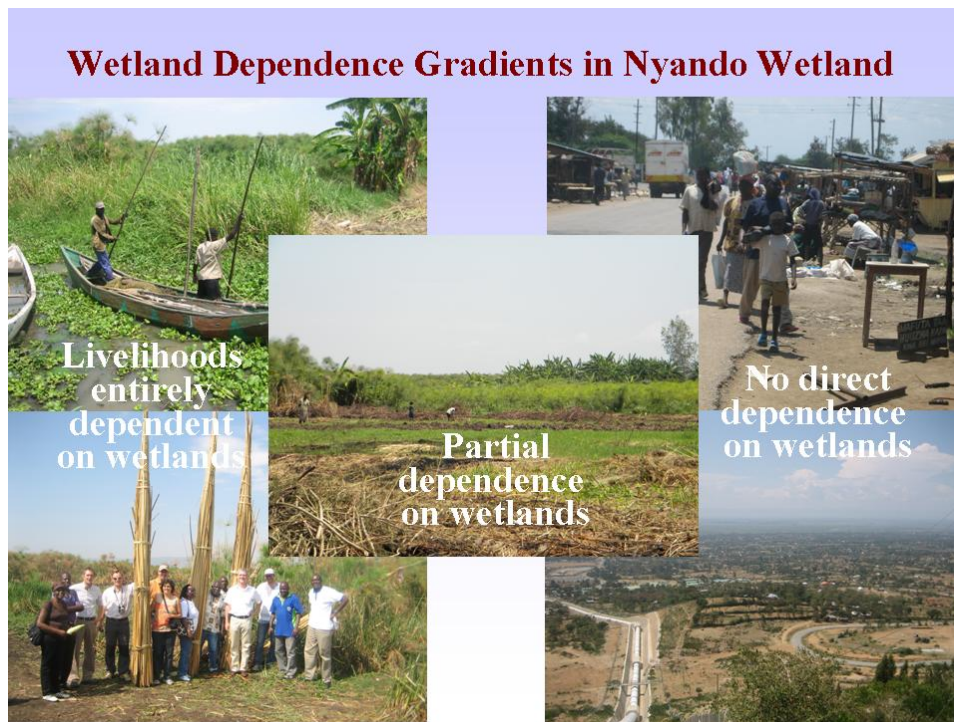 Wetland Dependence Gradients in Nyando Wetland
Livelihoods
entirely
dependent
on wetlands
Partial
dependence
on wetlands
No direct
dependence
on wetlands